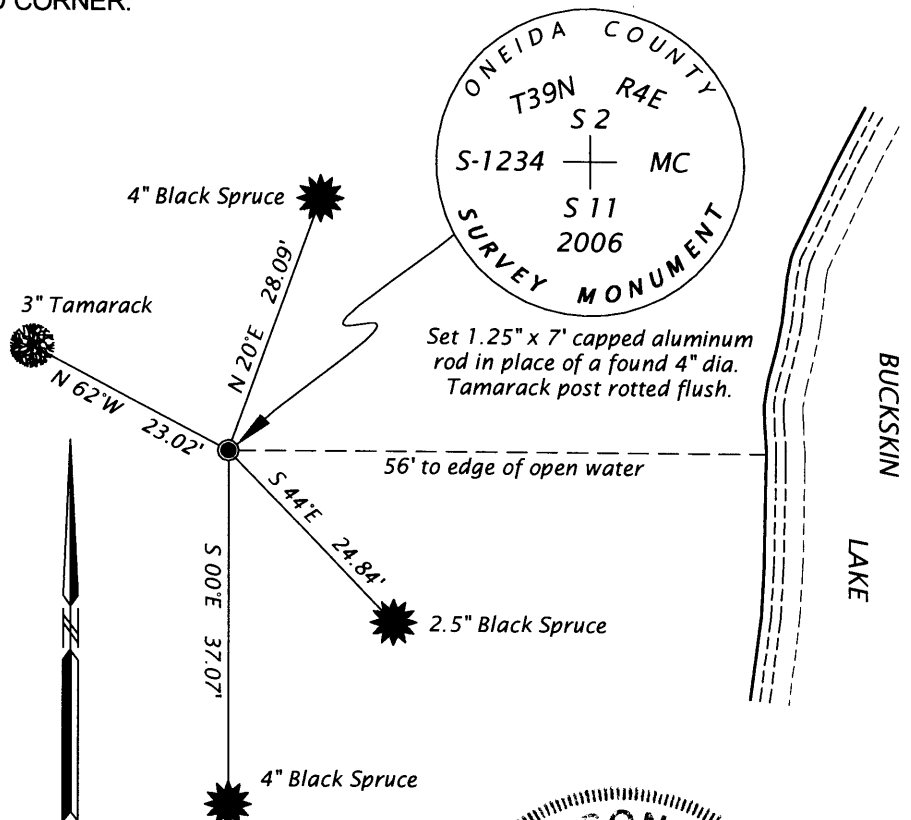 CORNER.
ONEIDA COUNTY
T39N R4E
S 2
S-1234 MC
S 11
2006
SURVEY MONUMENT
4" Black Spruce
3" Tamarack
N 20°E 28.09'
N 62°W 23.02'
Set 1.25" x 7' capped aluminum
rod in place of a found 4" dia.
Tamarack post rotted flush.
56' to edge of open water
BUCKSKIN
LAKE
S 44°E 24.84'
S 00°E 37.07'
2.5" Black Spruce
4" Black Spruce